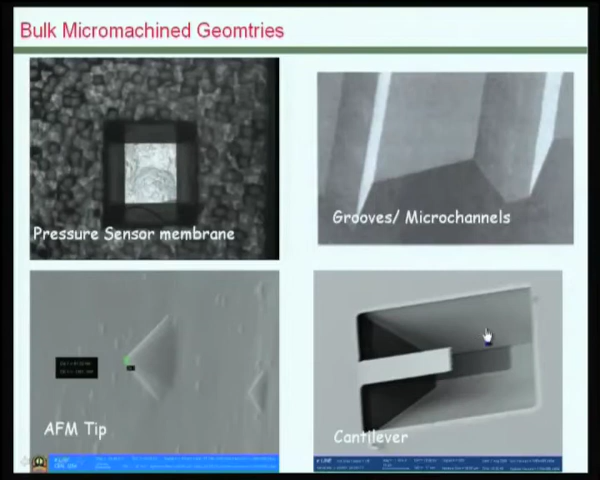 Bulk Micromachined Geomtries
Pressure Sensor membrane
Grooves/ Microchannels
AFM Tip
Cantilever